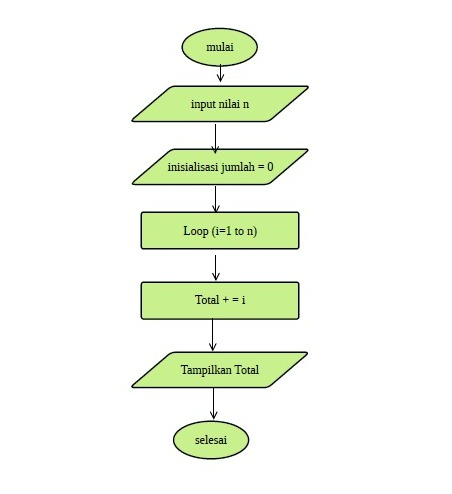 mulai
input nilai n
inisialisasi jumlah = 0
Loop (i=1 to n)
Total + = i
Tampilkan Total
selesai